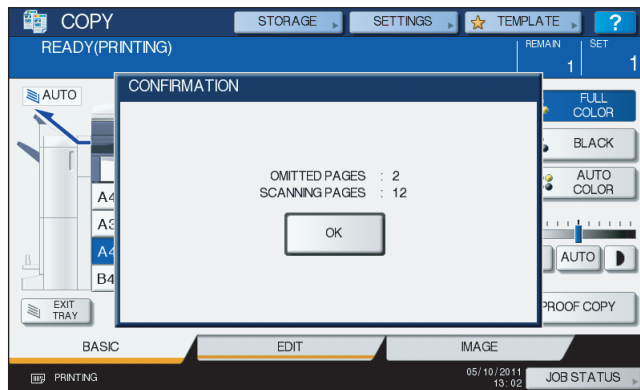 COPY
STORAGE
SETTINGS
TEMPLATE
?
READY(PRINTING)
REMAIN 1
SET 1
AUTO
CONFIRMATION
OMITTED PAGES : 2
SCANNING PAGES : 12
OK
A4
A3
A4
B4
FULL
COLOR
BLACK
AUTO
COLOR
AUTO
EXIT
TRAY
PROOF COPY
BASIC
EDIT
IMAGE
PRINTING
05/10/2011
13:02
JOB STATUS